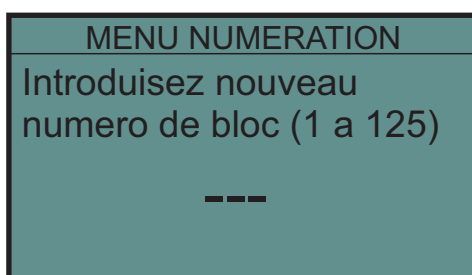 MENU NUMERATION
Introduisez nouveau
numero de bloc (1 a 125)
---